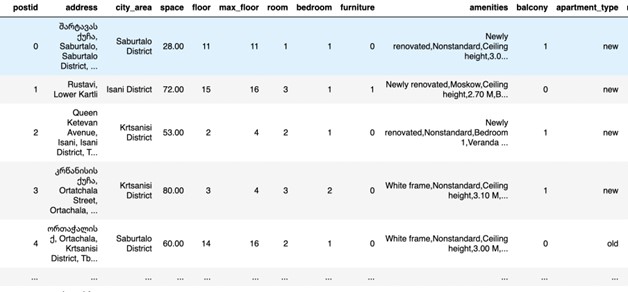 postid address city_area space floor max_floor room bedroom furniture amenities balcony apartment_type
0 შარტავას ქუჩა, Saburtalo, Saburtalo District, ... Saburtalo District 28.00 11 11 1 1 0 Newly renovated,Nonstandard,Ceiling height,3.0... 1 new
1 Rustavi, Lower Kartli Isani District 72.00 15 16 3 1 1 Newly renovated,Moskow,Ceiling height,2.70 M,B... 0 new
2 Queen Ketevan Avenue, Isani, Isani District, T... Krtsanisi District 53.00 2 4 2 1 0 Newly renovated,Nonstandard,Bedroom 1,Veranda ... 1 new
3 კრწანისის ქუჩა, Ortatchala Street, Ortachala, ... Krtsanisi District 80.00 3 4 3 2 0 White frame,Nonstandard,Ceiling height,3.10 M,... 1 new
4 ორთაჭალის ქ, Ortachala, Krtsanisi District, Tb... Saburtalo District 60.00 14 16 2 1 0 White frame,Nonstandard,Ceiling height,3.00 M,... 0 old
... ... ... ... ... ... ... ... ... ... ... ...